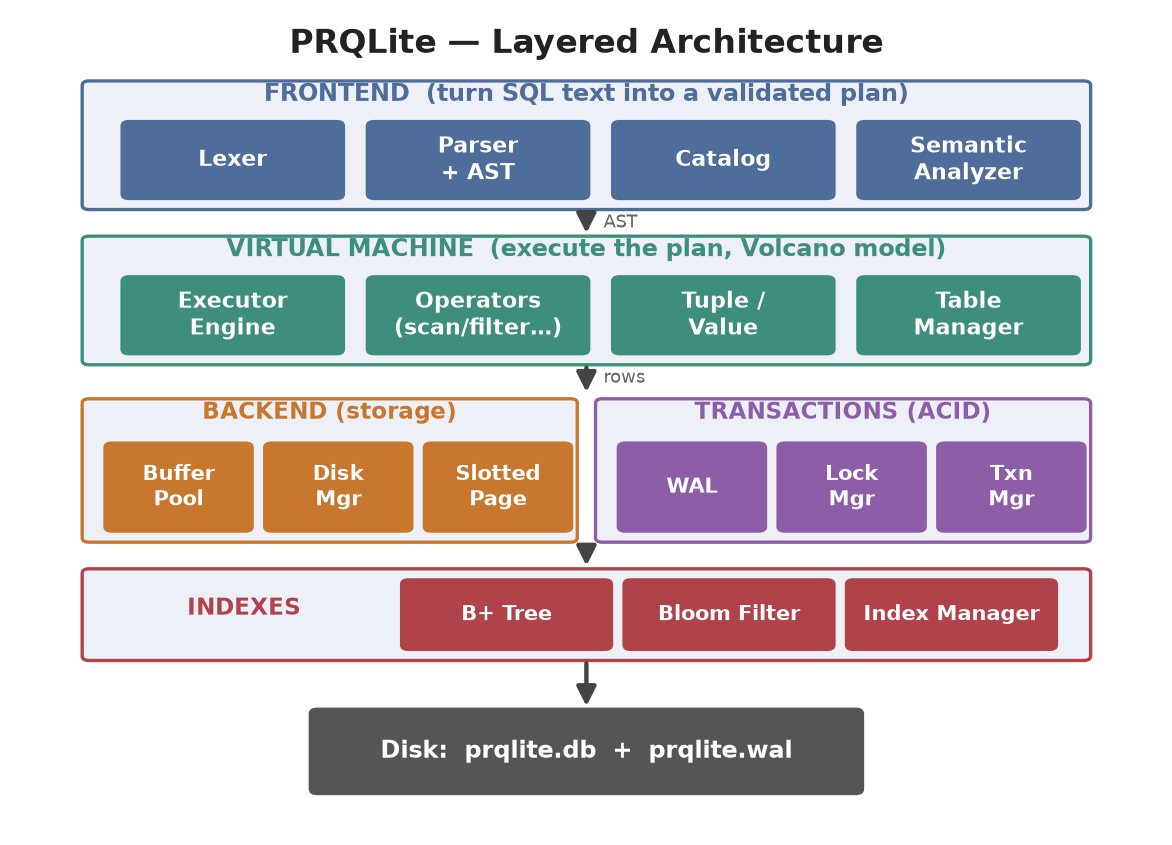 PRQLite — Layered Architecture
FRONTEND (turn SQL text into a validated plan)
Lexer
Parser
+ AST
Catalog
Semantic
Analyzer
AST
VIRTUAL MACHINE (execute the plan, Volcano model)
Executor
Engine
Operators
(scan/filter…)
Tuple /
Value
Table
Manager
rows
BACKEND (storage)
Buffer
Pool
Disk
Mgr
Slotted
Page
TRANSACTIONS (ACID)
WAL
Lock
Mgr
Txn
Mgr
INDEXES
B+ Tree
Bloom Filter
Index Manager
Disk: prqlite.db + prqlite.wal